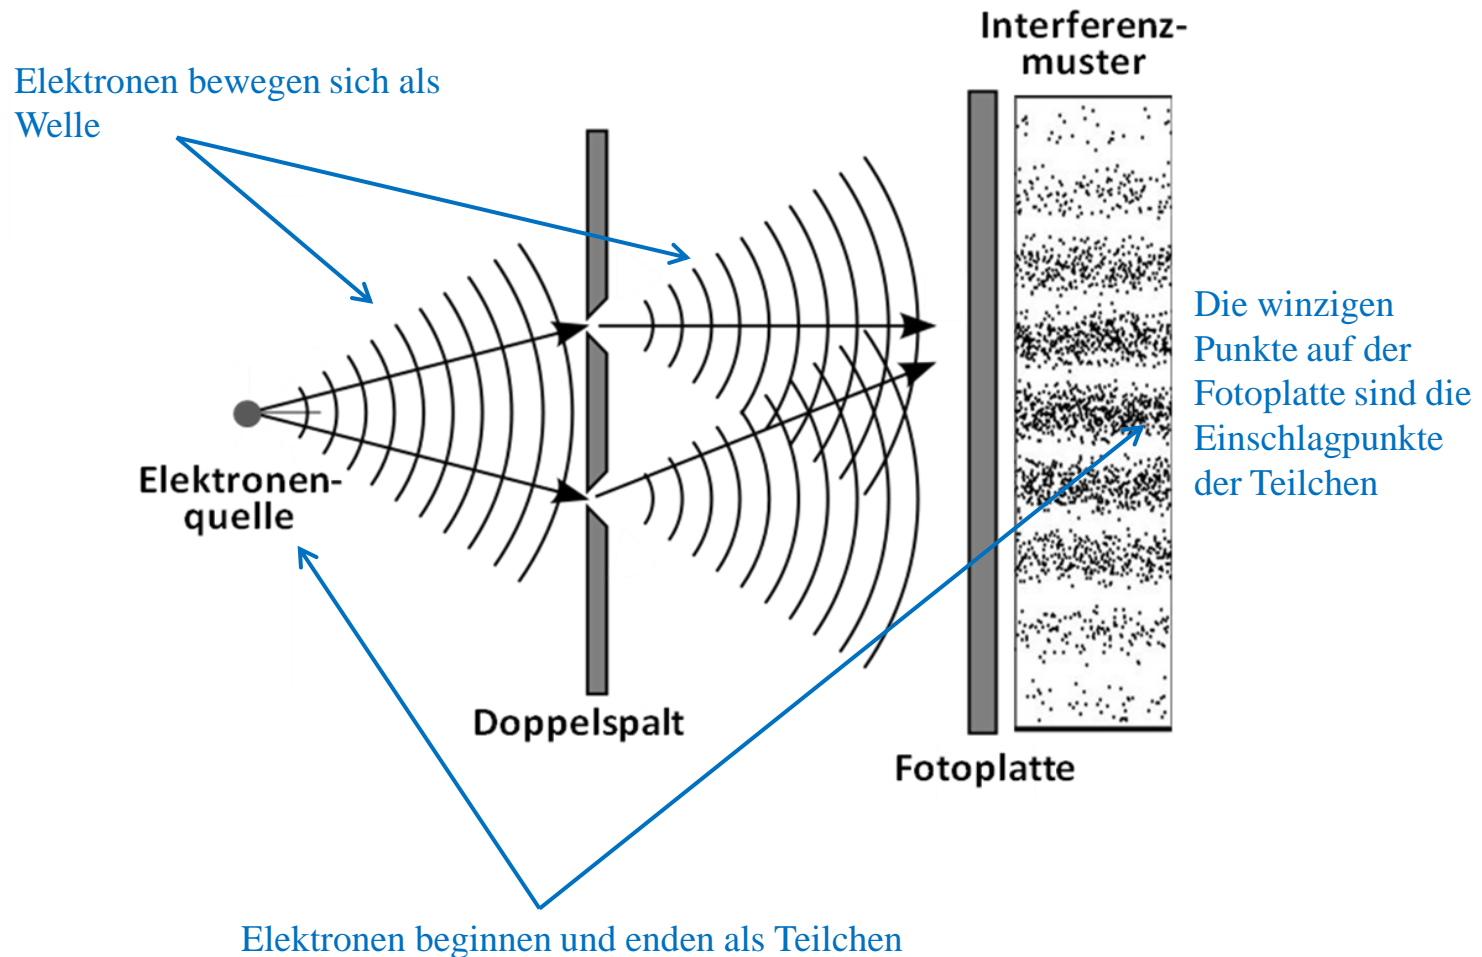 Interferenz-
muster
Elektronen bewegen sich als
Welle
Die winzigen
Punkte auf der
Fotoplatte sind die
Einschlagpunkte
der Teilchen
Elektronen-
quelle
Doppelspalt
Fotoplatte
Elektronen beginnen und enden als Teilchen